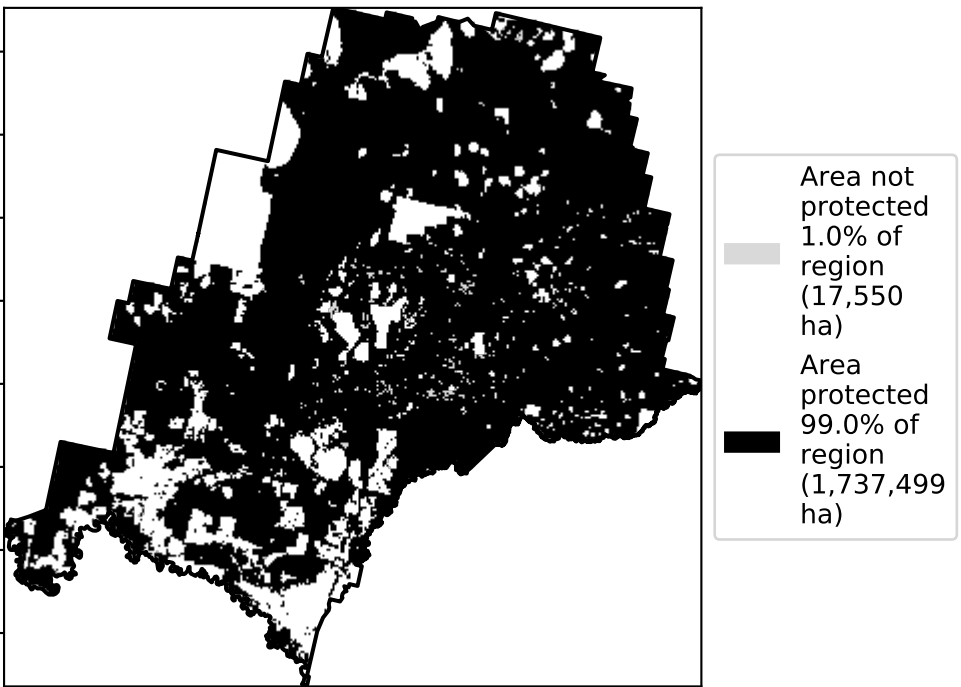 Area not
protected
1.0% of
region
(17,550
ha)
Area
protected
99.0% of
region
(1,737,499
ha)